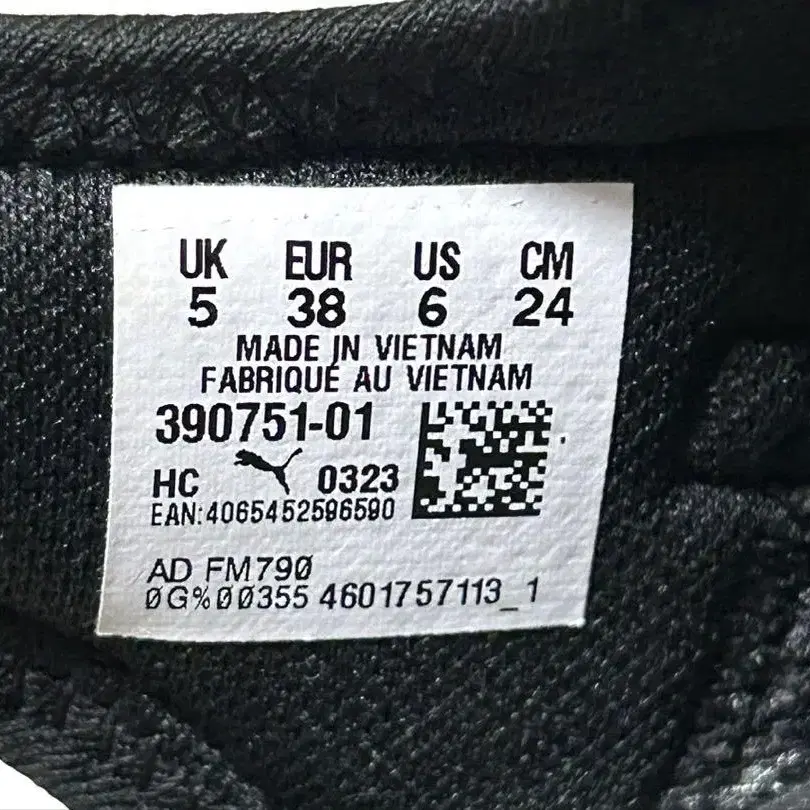 UK EUR US CM
5 38 6 24
MADE IN VIETNAM
FABRIQUÉ AU VIETNAM
390751-01
HC 0323
EAN:4065452596590
AD FM790
0G%00355 4601757113_1